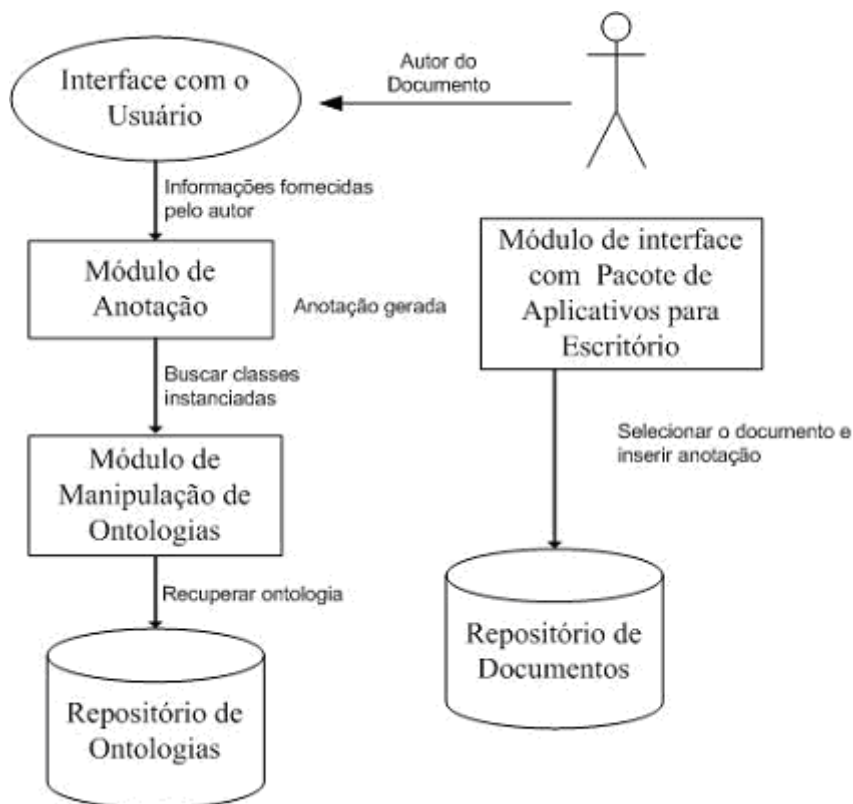 Autor do
Documento
Interface com o
Usuário
Informações fornecidas
pelo autor
Módulo de
Anotação
Anotação gerada
Módulo de interface
com Pacote de
Aplicativos para
Escritório
Buscar classes
instanciadas
Selecionar o documento e
inserir anotação
Módulo de
Manipulação de
Ontologias
Recuperar ontologia
Repositório de
Documentos
Repositório de
Ontologias